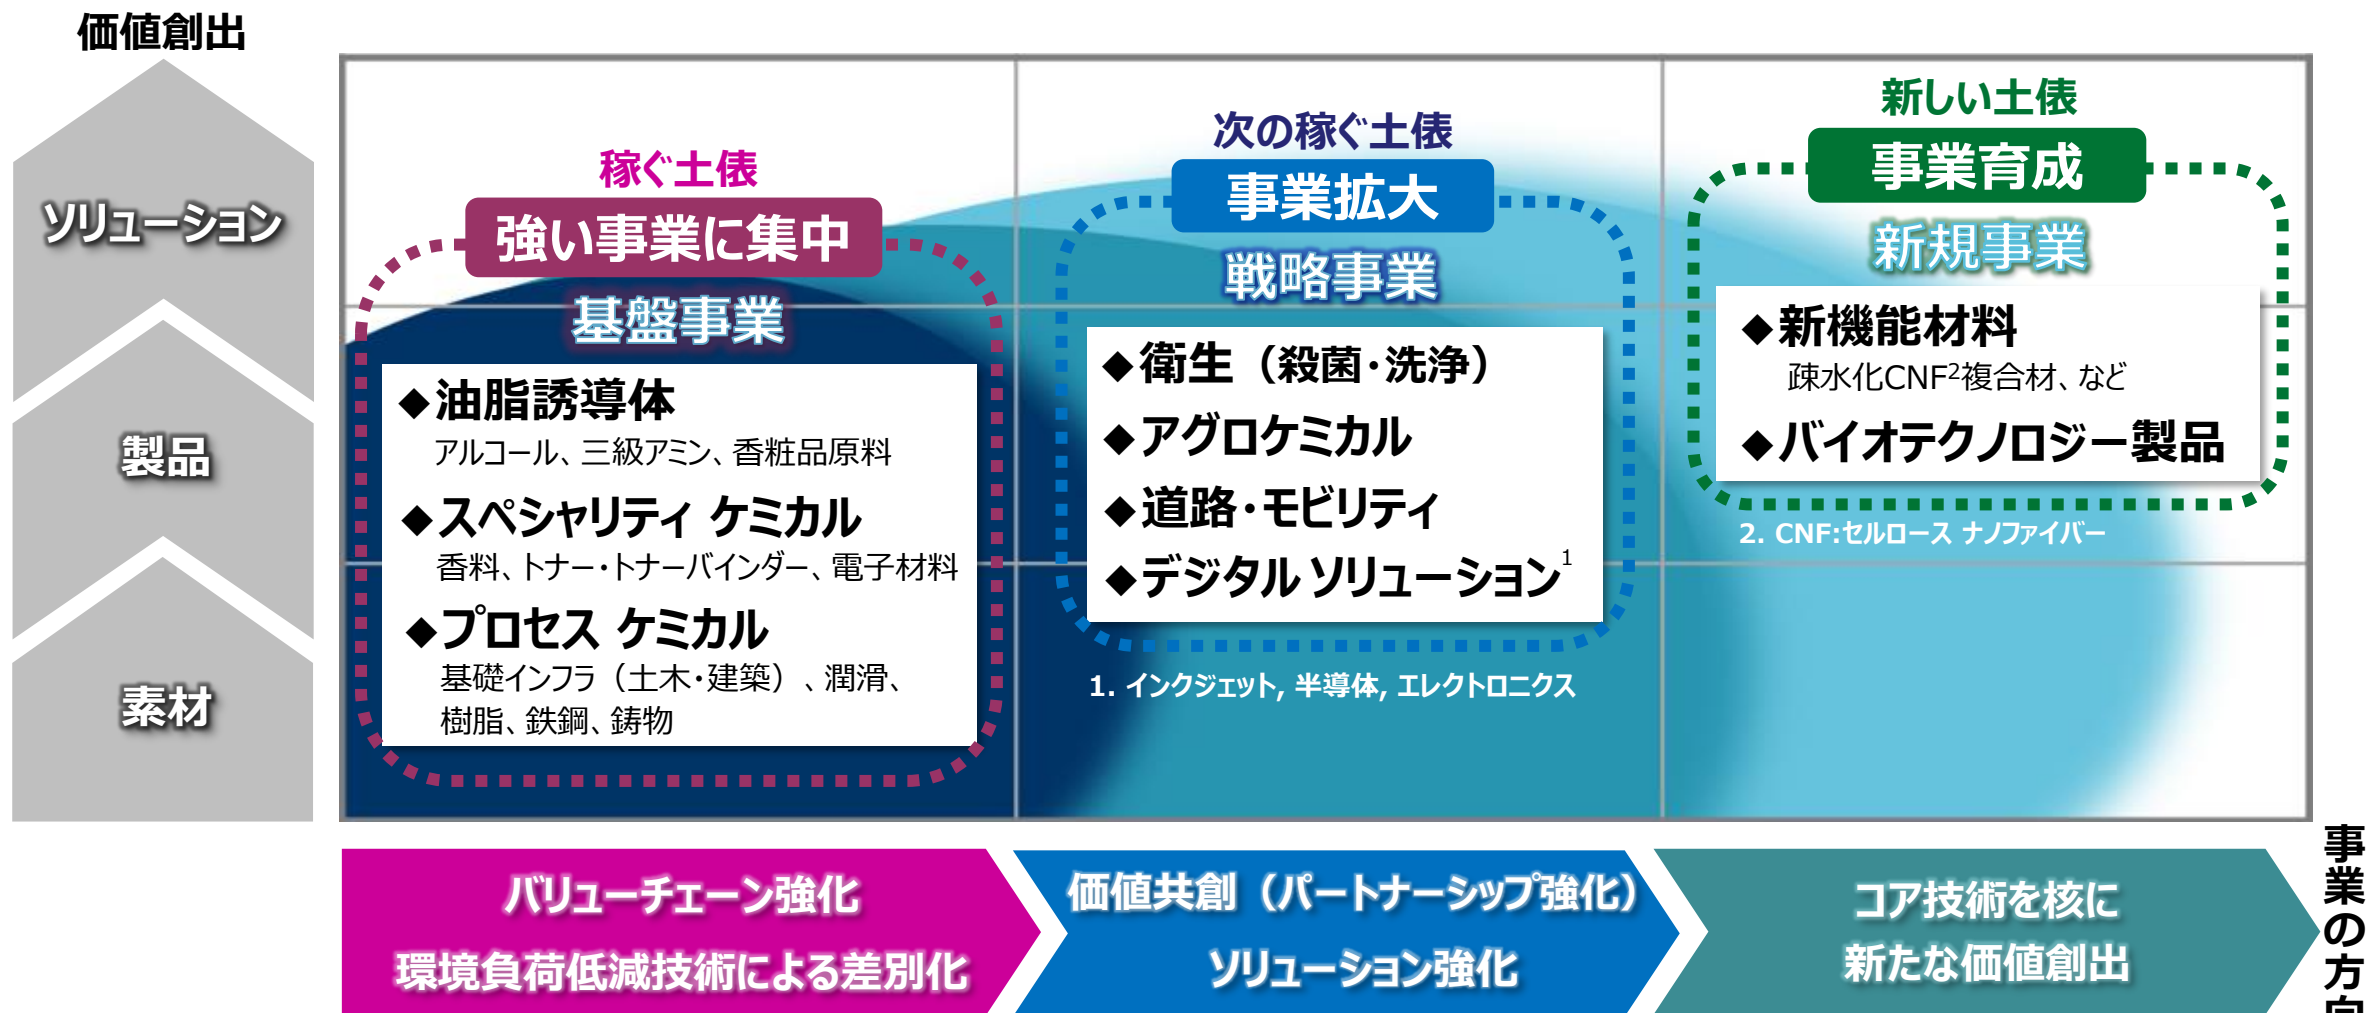 価値創出
ソリューション
製品
素材
稼ぐ土俵
強い事業に集中
基盤事業
◆油脂誘導体
アルコール、三級アミン、香粧品原料
◆スペシャリティ ケミカル
香料、トナー・トナーバインダー、電子材料
◆プロセス ケミカル
基礎インフラ（土木・建築）、潤滑、
樹脂、鉄鋼、鋳物
次の稼ぐ土俵
事業拡大
戦略事業
◆衛生（殺菌・洗浄）
◆アグロケミカル
◆道路・モビリティ
◆デジタル ソリューション1
1. インクジェット, 半導体, エレクトロニクス
新しい土俵
事業育成
新規事業
◆新機能材料
疎水化CNF2複合材、など
◆バイオテクノロジー製品
2. CNF:セルロース ナノファイバー
バリューチェーン強化
環境負荷低減技術による差別化
価値共創（パートナーシップ強化）
ソリューション強化
コア技術を核に
新たな価値創出
事業の方向